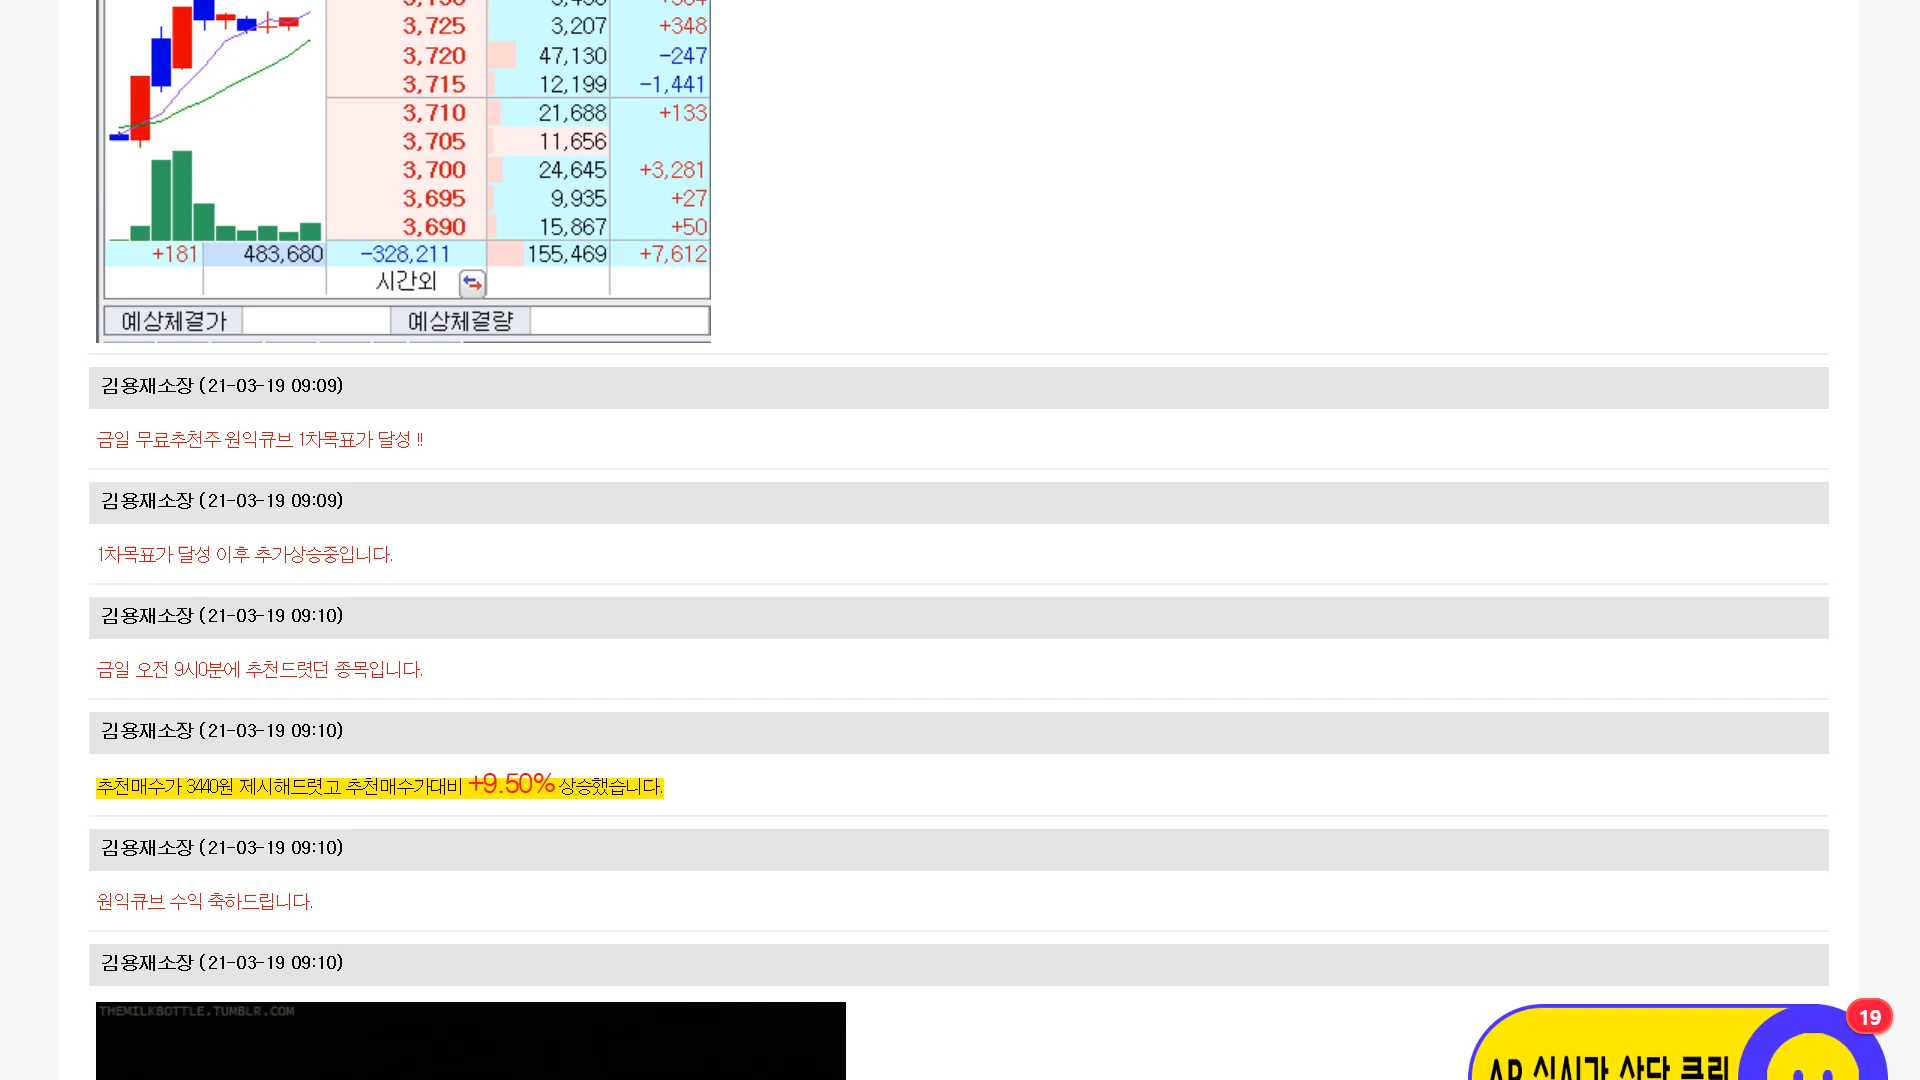 3,725 3,207 +348
3,720 47,130 -247
3,715 12,199 -1,441
3,710 21,688 +133
3,705 11,656
3,700 24,645 +3,281
3,695 9,935 +27
3,690 15,867 +50
+181 483,680 -328,211 155,469 +7,612
시간외
예상체결가 예상체결량
김용재소장 (21-03-19 09:09)
금일 무료추천주 원익큐브 1차목표가 달성 !!
김용재소장 (21-03-19 09:09)
1차목표가 달성 이후 추가상승중입니다.
김용재소장 (21-03-19 09:10)
금일 오전 9시0분에 추천드렷던 종목입니다.
김용재소장 (21-03-19 09:10)
추천매수가 3440원 제시해드렷고 추천매수가대비 +9.50% 상승했습니다.
김용재소장 (21-03-19 09:10)
원익큐브 수익 축하드립니다.
김용재소장 (21-03-19 09:10)
THEMILKBOTTLE.TUMBLR.COM
19
실시간 상담 클릭